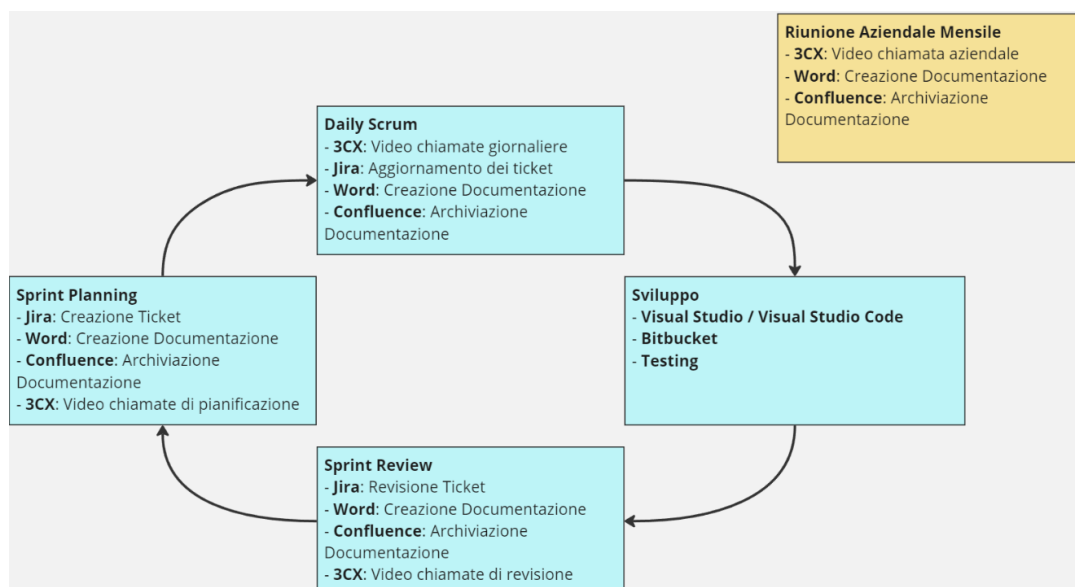 Riunione Aziendale Mensile
- 3CX: Video chiamata aziendale
- Word: Creazione Documentazione
- Confluence: Archiviazione
Documentazione
Daily Scrum
- 3CX: Video chiamate giornaliere
- Jira: Aggiornamento dei ticket
- Word: Creazione Documentazione
- Confluence: Archiviazione
Documentazione
Sprint Planning
- Jira: Creazione Ticket
- Word: Creazione Documentazione
- Confluence: Archiviazione
Documentazione
- 3CX: Video chiamate di pianificazione
Sviluppo
- Visual Studio / Visual Studio Code
- Bitbucket
- Testing
Sprint Review
- Jira: Revisione Ticket
- Word: Creazione Documentazione
- Confluence: Archiviazione
Documentazione
- 3CX: Video chiamate di revisione